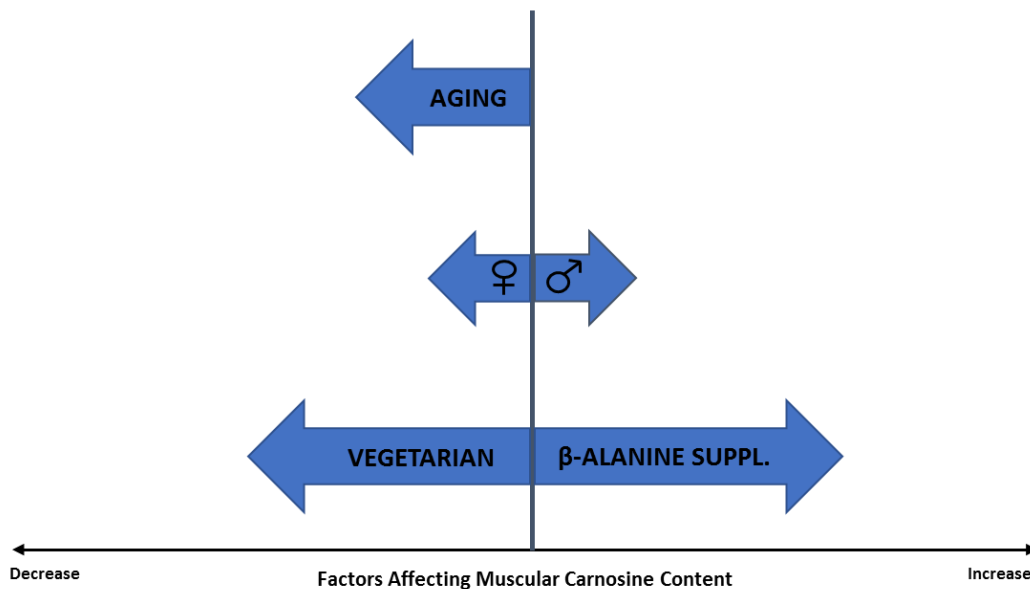 AGING
♀ ♂
VEGETARIAN β-ALANINE SUPPL.
Decrease Factors Affecting Muscular Carnosine Content Increase